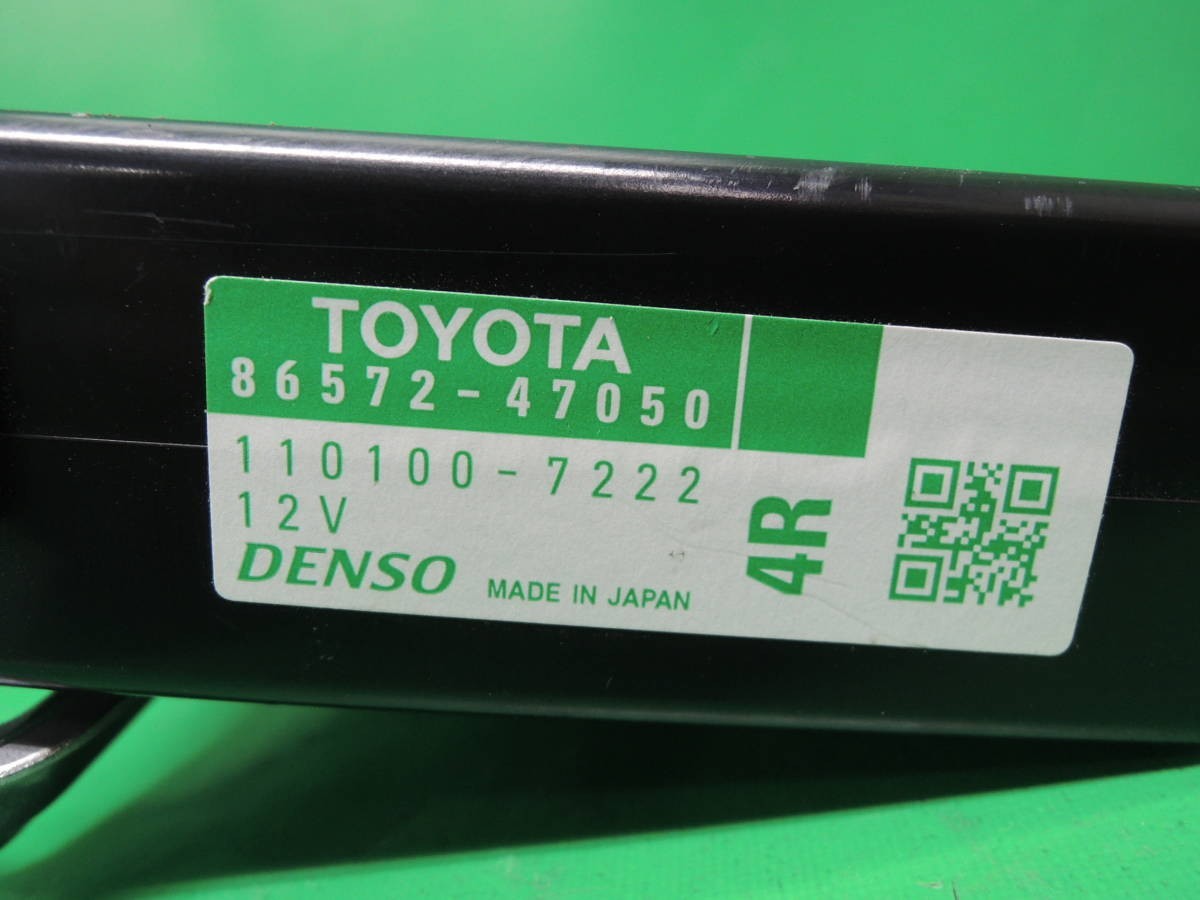 TOYOTA
86572-47050
110100-7222
12V
DENSO MADE IN JAPAN
4R